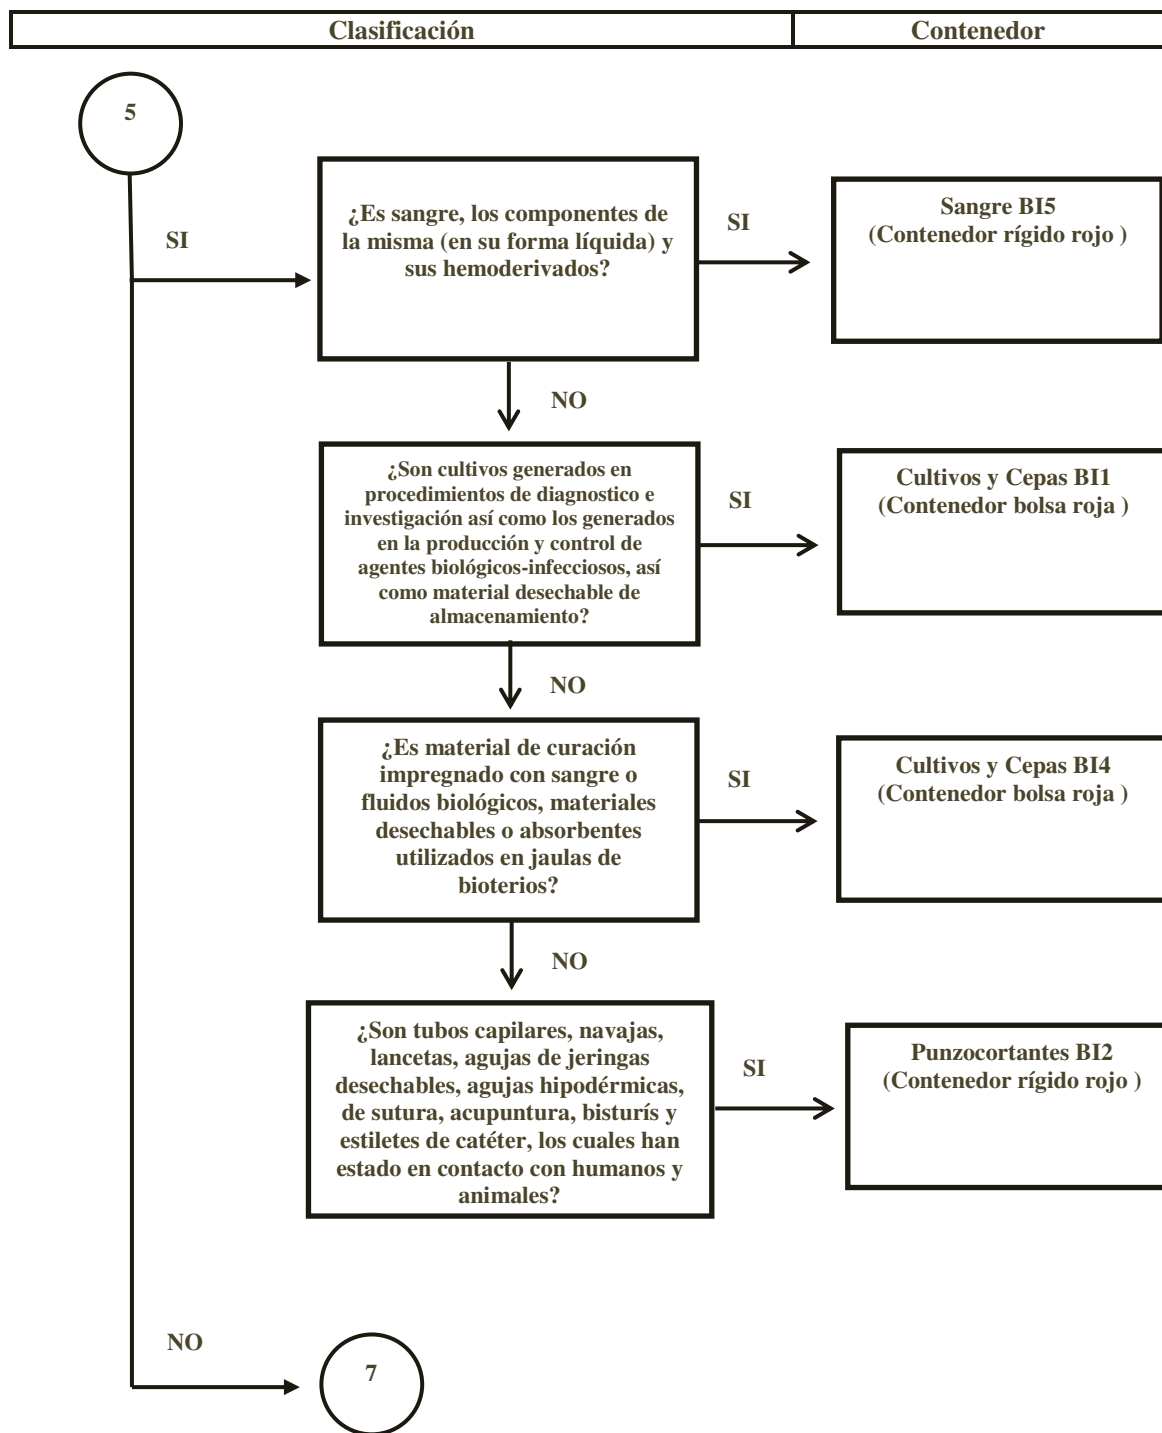 Clasificación
Contenedor
5
SI
¿Es sangre, los componentes de
la misma (en su forma líquida) y
sus hemoderivados?
SI
Sangre BI5
(Contenedor rígido rojo )
NO
¿Son cultivos generados en
procedimientos de diagnostico e
investigación así como los generados
en la producción y control de
agentes biológicos-infecciosos, así
como material desechable de
almacenamiento?
SI
Cultivos y Cepas BI1
(Contenedor bolsa roja )
NO
¿Es material de curación
impregnado con sangre o
fluidos biológicos, materiales
desechables o absorbentes
utilizados en jaulas de
bioterios?
SI
Cultivos y Cepas BI4
(Contenedor bolsa roja )
NO
¿Son tubos capilares, navajas,
lancetas, agujas de jeringas
desechables, agujas hipodérmicas,
de sutura, acupuntura, bisturís y
estiletes de catéter, los cuales han
estado en contacto con humanos y
animales?
SI
Punzocortantes BI2
(Contenedor rígido rojo )
NO
7